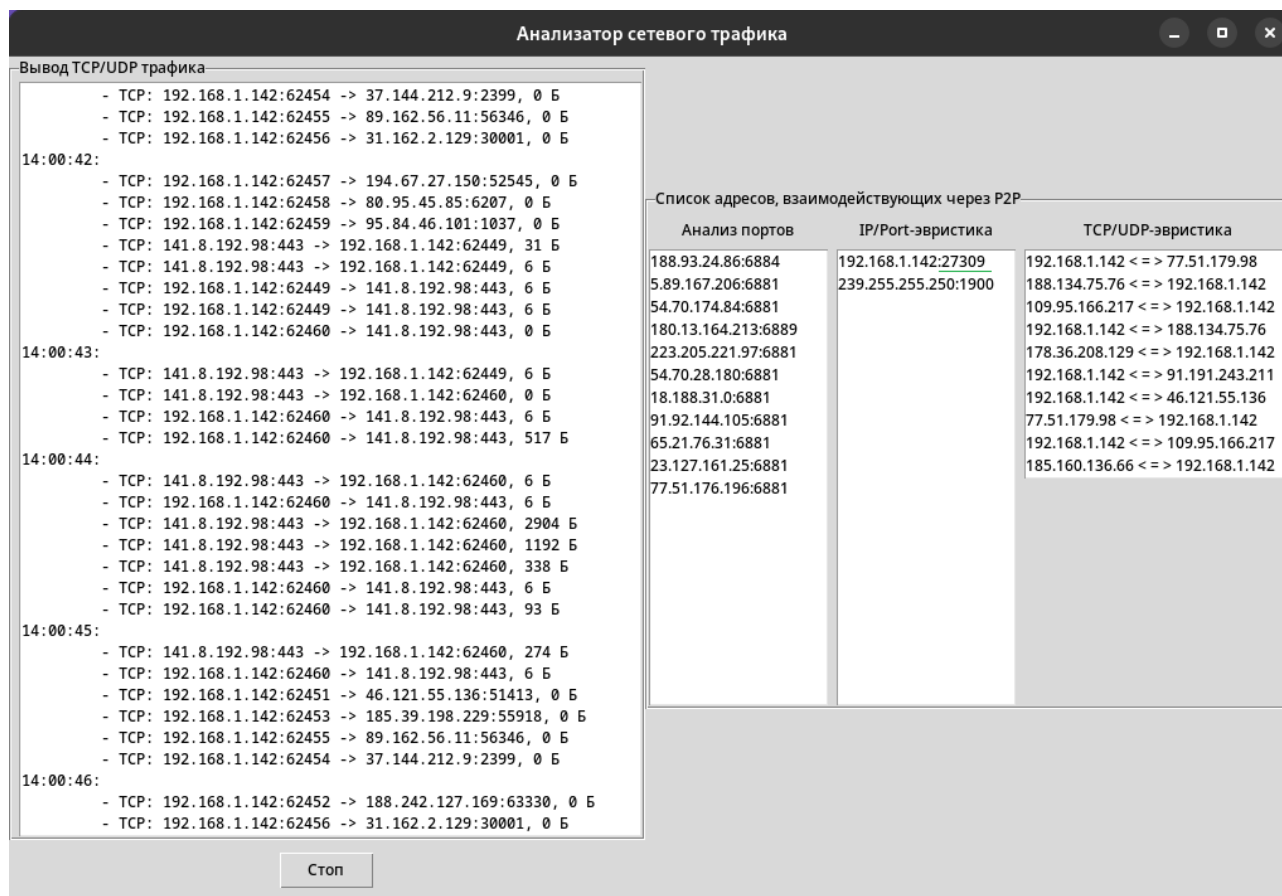 Анализатор сетевого трафика
Вывод TCP/UDP трафика
- TCP: 192.168.1.142:62454 -> 37.144.212.9:2399, 0 Б
- TCP: 192.168.1.142:62455 -> 89.162.56.11:56346, 0 Б
- TCP: 192.168.1.142:62456 -> 31.162.2.129:30001, 0 Б
14:00:42:
- TCP: 192.168.1.142:62457 -> 194.67.27.150:52545, 0 Б
- TCP: 192.168.1.142:62458 -> 80.95.45.85:6207, 0 Б
- TCP: 192.168.1.142:62459 -> 95.84.46.101:1037, 0 Б
- TCP: 141.8.192.98:443 -> 192.168.1.142:62449, 31 Б
- TCP: 141.8.192.98:443 -> 192.168.1.142:62449, 6 Б
- TCP: 192.168.1.142:62449 -> 141.8.192.98:443, 6 Б
- TCP: 192.168.1.142:62449 -> 141.8.192.98:443, 6 Б
- TCP: 192.168.1.142:62460 -> 141.8.192.98:443, 0 Б
14:00:43:
- TCP: 141.8.192.98:443 -> 192.168.1.142:62449, 6 Б
- TCP: 141.8.192.98:443 -> 192.168.1.142:62460, 0 Б
- TCP: 192.168.1.142:62460 -> 141.8.192.98:443, 6 Б
- TCP: 192.168.1.142:62460 -> 141.8.192.98:443, 517 Б
14:00:44:
- TCP: 141.8.192.98:443 -> 192.168.1.142:62460, 6 Б
- TCP: 192.168.1.142:62460 -> 141.8.192.98:443, 6 Б
- TCP: 141.8.192.98:443 -> 192.168.1.142:62460, 2904 Б
- TCP: 141.8.192.98:443 -> 192.168.1.142:62460, 1192 Б
- TCP: 141.8.192.98:443 -> 192.168.1.142:62460, 338 Б
- TCP: 192.168.1.142:62460 -> 141.8.192.98:443, 6 Б
- TCP: 192.168.1.142:62460 -> 141.8.192.98:443, 93 Б
14:00:45:
- TCP: 141.8.192.98:443 -> 192.168.1.142:62460, 274 Б
- TCP: 192.168.1.142:62460 -> 141.8.192.98:443, 6 Б
- TCP: 192.168.1.142:62451 -> 46.121.55.136:51413, 0 Б
- TCP: 192.168.1.142:62453 -> 185.39.198.229:55918, 0 Б
- TCP: 192.168.1.142:62455 -> 89.162.56.11:56346, 0 Б
- TCP: 192.168.1.142:62454 -> 37.144.212.9:2399, 0 Б
14:00:46:
- TCP: 192.168.1.142:62452 -> 188.242.127.169:63330, 0 Б
- TCP: 192.168.1.142:62456 -> 31.162.2.129:30001, 0 Б
Стоп
Список адресов, взаимодействующих через P2P
Анализ портов
188.93.24.86:6884
5.89.167.206:6881
54.70.174.84:6881
180.13.164.213:6889
223.205.221.97:6881
54.70.28.180:6881
18.188.31.0:6881
91.92.144.105:6881
65.21.76.31:6881
23.127.161.25:6881
77.51.176.196:6881
IP/Port-эвристика
192.168.1.142:27309
239.255.255.250:1900
TCP/UDP-эвристика
192.168.1.142 < = > 77.51.179.98
188.134.75.76 < = > 192.168.1.142
109.95.166.217 < = > 192.168.1.142
192.168.1.142 < = > 188.134.75.76
178.36.208.129 < = > 192.168.1.142
192.168.1.142 < = > 91.191.243.211
192.168.1.142 < = > 46.121.55.136
77.51.179.98 < = > 192.168.1.142
192.168.1.142 < = > 109.95.166.217
185.160.136.66 < = > 192.168.1.142